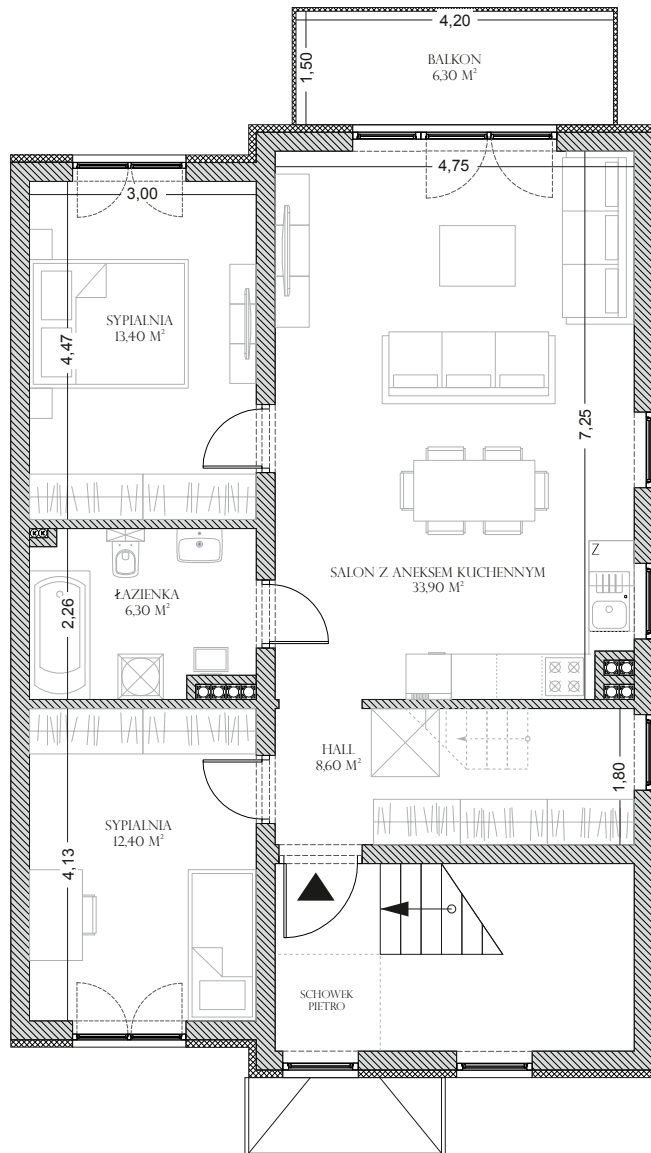 4,20
1,50
BALKON
6,30 M²
4,75
3,00
SYPIALNIA
13,40 M²
4,47
7,25
Z
SALON Z ANEKSEM KUCHENNYM
33,90 M²
ŁAZIENKA
6,30 M²
2,26
HALL
8,60 M²
1,80
SYPIALNIA
12,40 M²
4,13
SCHOWEK
PIETRO